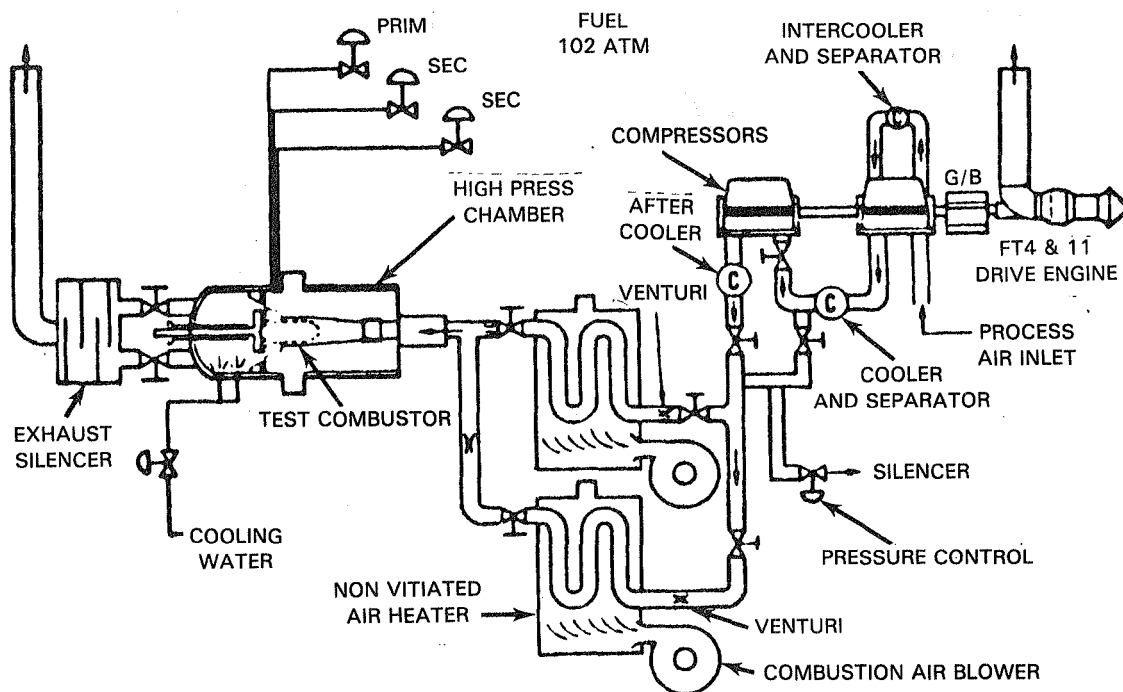 PRIM
SEC
SEC
FUEL
102 ATM
INTERCOOLER
AND SEPARATOR
C
COMPRESSORS
G/B
HIGH PRESS
CHAMBER
AFTER
COOLER
C
VENTURI
C
FT4 & 11
DRIVE ENGINE
PROCESS
AIR INLET
COOLER
AND SEPARATOR
TEST COMBUSTOR
EXHAUST
SILENCER
SILENCER
COOLING
WATER
PRESSURE CONTROL
NON VITIATED
AIR HEATER
VENTURI
COMBUSTION AIR BLOWER